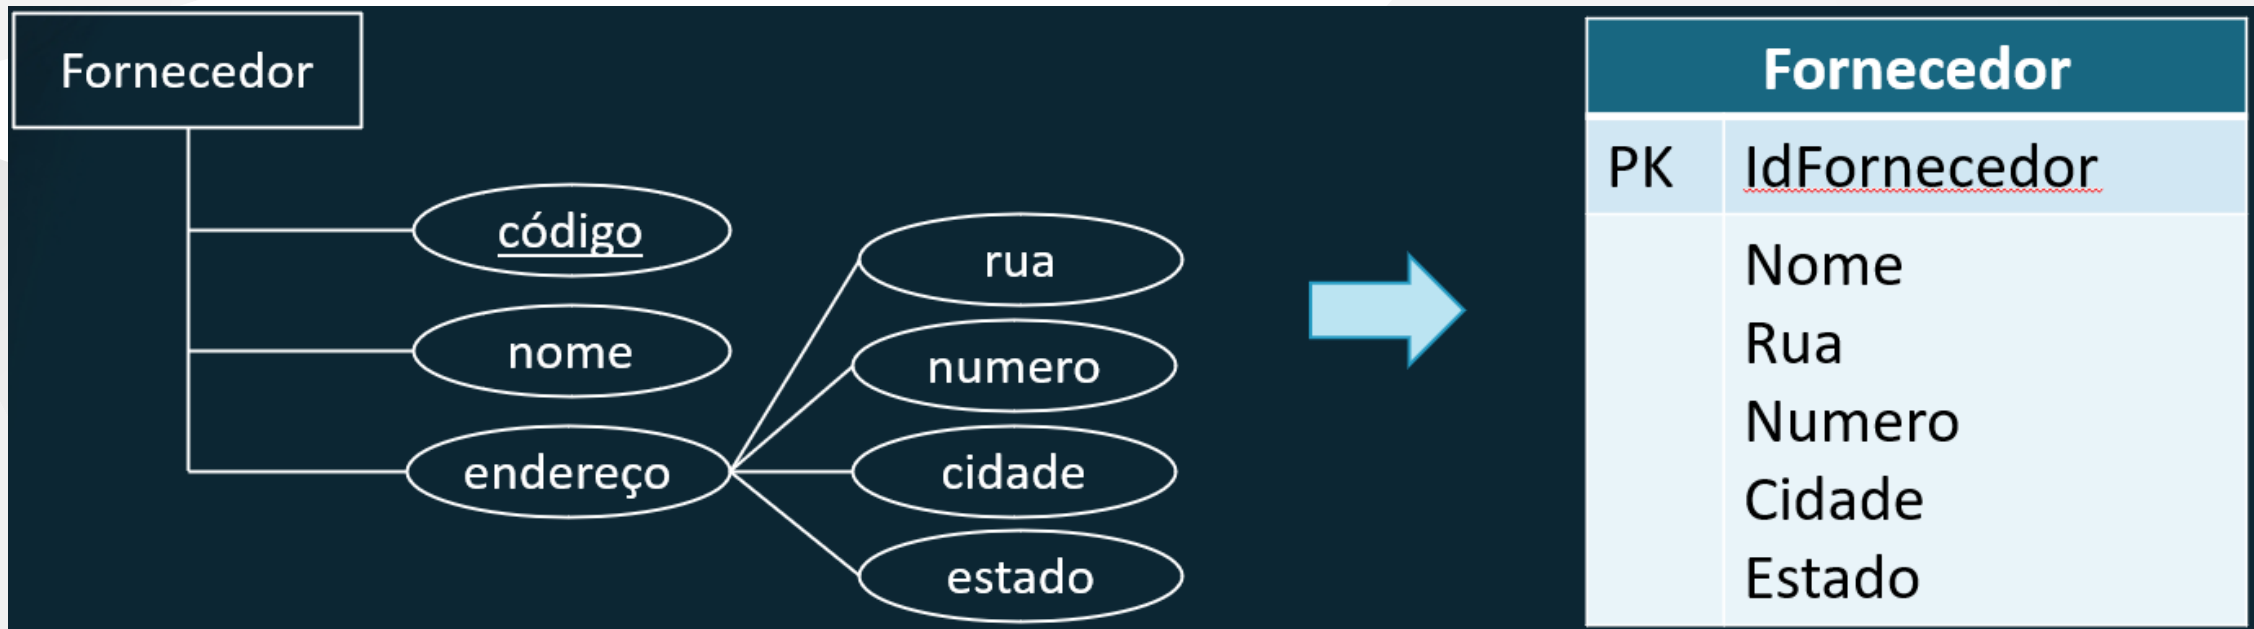 Fornecedor
código
nome
endereço
rua
numero
cidade
estado
Fornecedor
PK IdFornecedor
Nome
Rua
Numero
Cidade
Estado